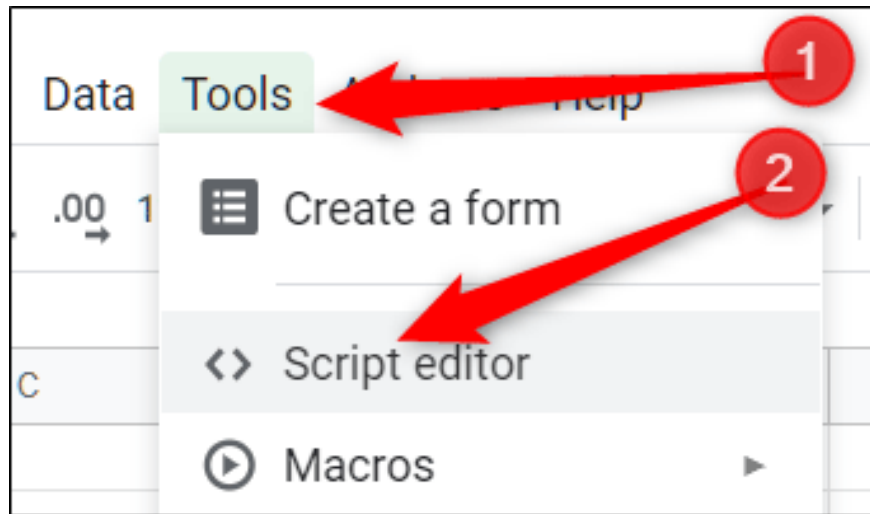 1
Data Tools Help
2
.00 1 Create a form
C Script editor
Macros